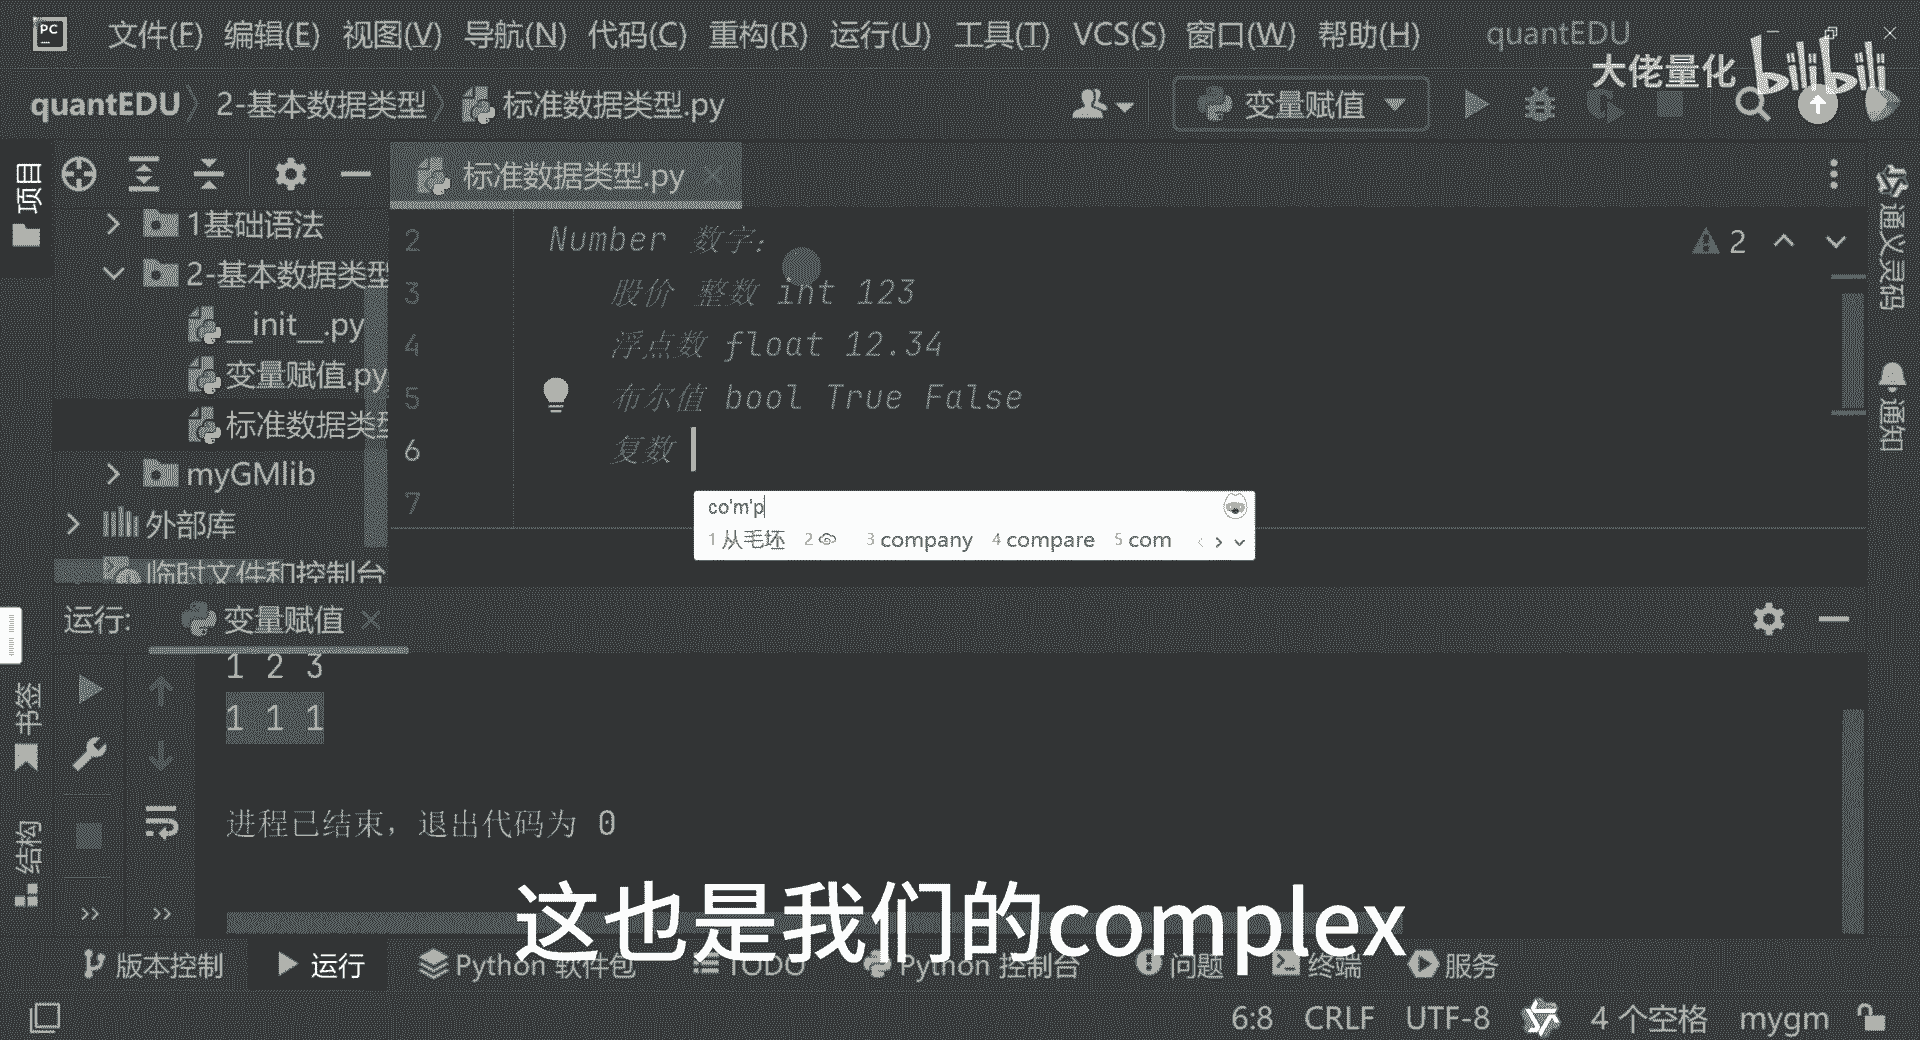 PC 文件(F) 编辑(E) 视图(V) 导航(N) 代码(C) 重构(R) 运行(U) 工具(T) VCS(S) 窗口(W) 帮助(H) quantEDU
大佬量化 bilibili
quantEDU 2-基本数据类型 标准数据类型.py 变量赋值
项目
标准数据类型.py
1基础语法
2-基本数据类型
__init__.py
变量赋值.py
标准数据类型
myGMlib
外部库
临时文件和控制台
2 Number 数字:
3 股价 整数 int 123
4 浮点数 float 12.34
5 布尔值 bool True False
6 复数
7
2
co'm'p
1 从毛坯 2 3 company 4 compare 5 com
通义灵码
通知
运行: 变量赋值
1 2 3
1 1 1
进程已结束，退出代码为 0
书签
结构
这也是我们的complex
版本控制 运行 Python 软件包 TODO Python 控制台 问题 终端 服务
6:8 CRLF UTF-8 4 个空格 mygm